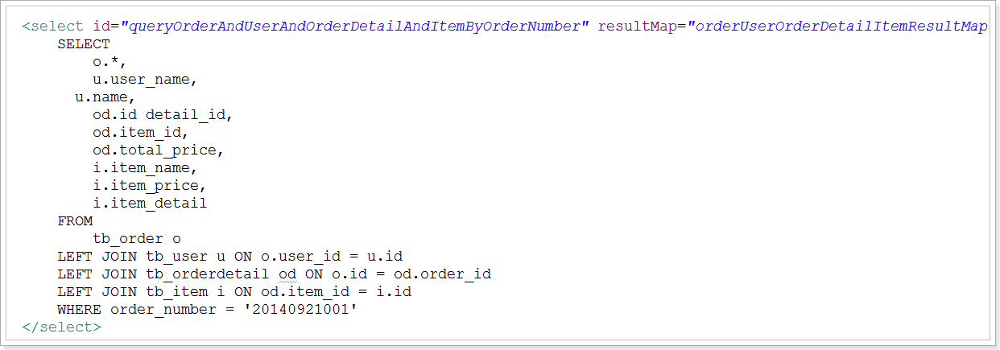 <select id="queryOrderAndUserAndOrderDetailAndItemByOrderNumber" resultMap="orderUserOrderDetailItemResultMap
SELECT
o.*,
u.user_name,
u.name,
od.id detail_id,
od.item_id,
od.total_price,
i.item_name,
i.item_price,
i.item_detail
FROM
tb_order o
LEFT JOIN tb_user u ON o.user_id = u.id
LEFT JOIN tb_orderdetail od ON o.id = od.order_id
LEFT JOIN tb_item i ON od.item_id = i.id
WHERE order_number = '20140921001'
</select>